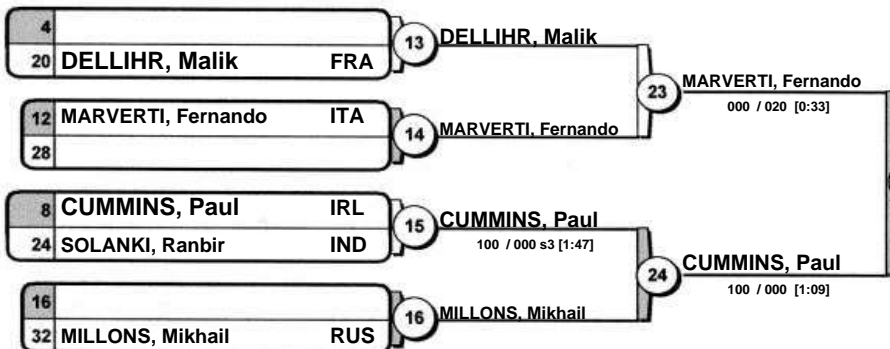 4
20 DELLIHR, Malik FRA
13 DELLIHR, Malik
12 MARVERTI, Fernando ITA
28
14 MARVERTI, Fernando
23 MARVERTI, Fernando
000 / 020 [0:33]
8 CUMMINS, Paul IRL
24 SOLANKI, Ranbir IND
15 CUMMINS, Paul
100 / 000 s3 [1:47]
16
32 MILLONS, Mikhail RUS
16 MILLONS, Mikhail
24 CUMMINS, Paul
100 / 000 [1:09]